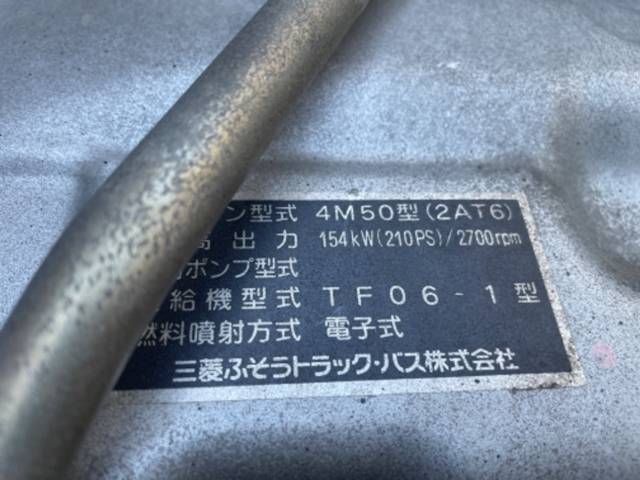 ン型式 4M50型(2AT6)
出力 154kW(210PS)/2700rpm
ポンプ型式
給機型式 TF06-1型
燃料噴射方式 電子式
三菱ふそうトラック・バス株式会社